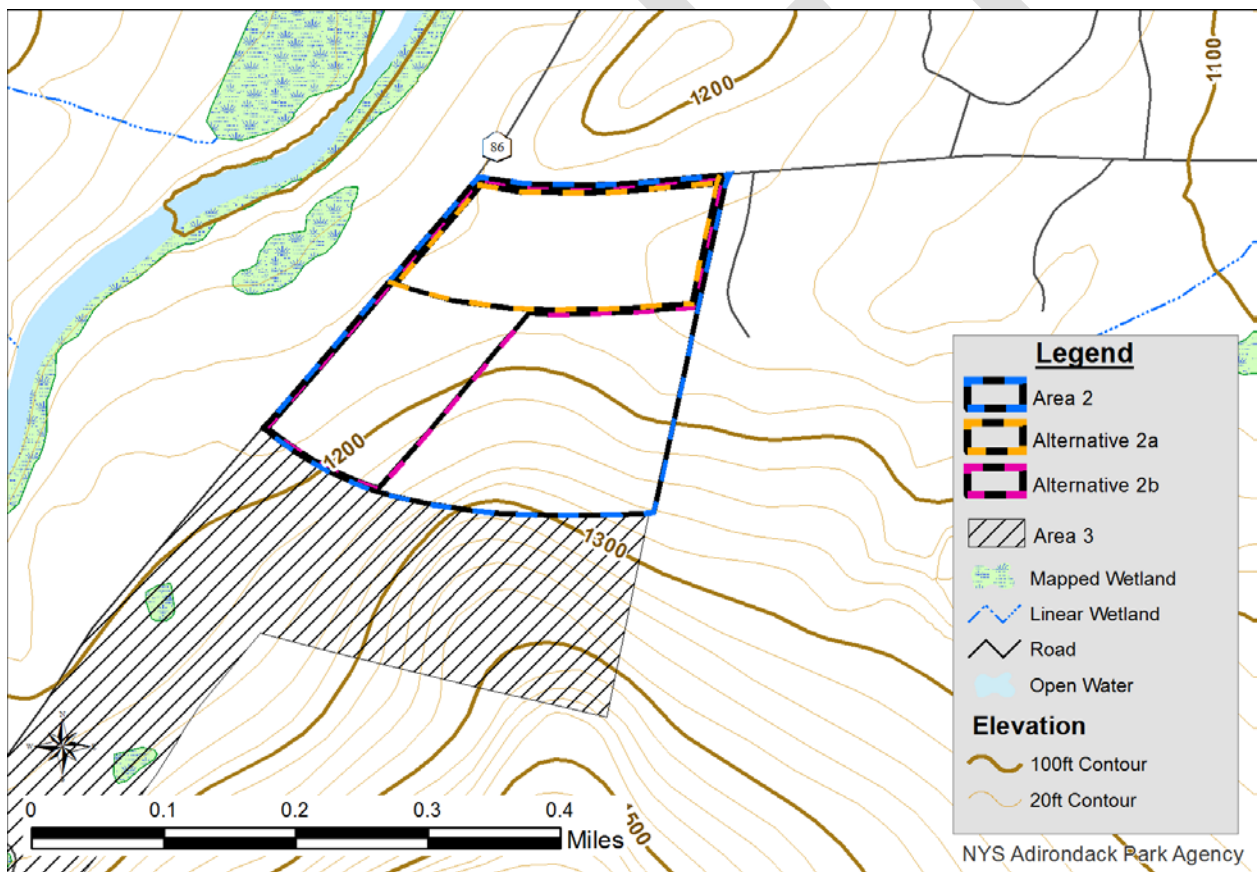 1200
1100
86
1200
1300
Legend
Area 2
Alternative 2a
Alternative 2b
Area 3
Mapped Wetland
Linear Wetland
Road
Open Water
Elevation
100ft Contour
20ft Contour
N
0 0.1 0.2 0.3 0.4
Miles
NYS Adirondack Park Agency